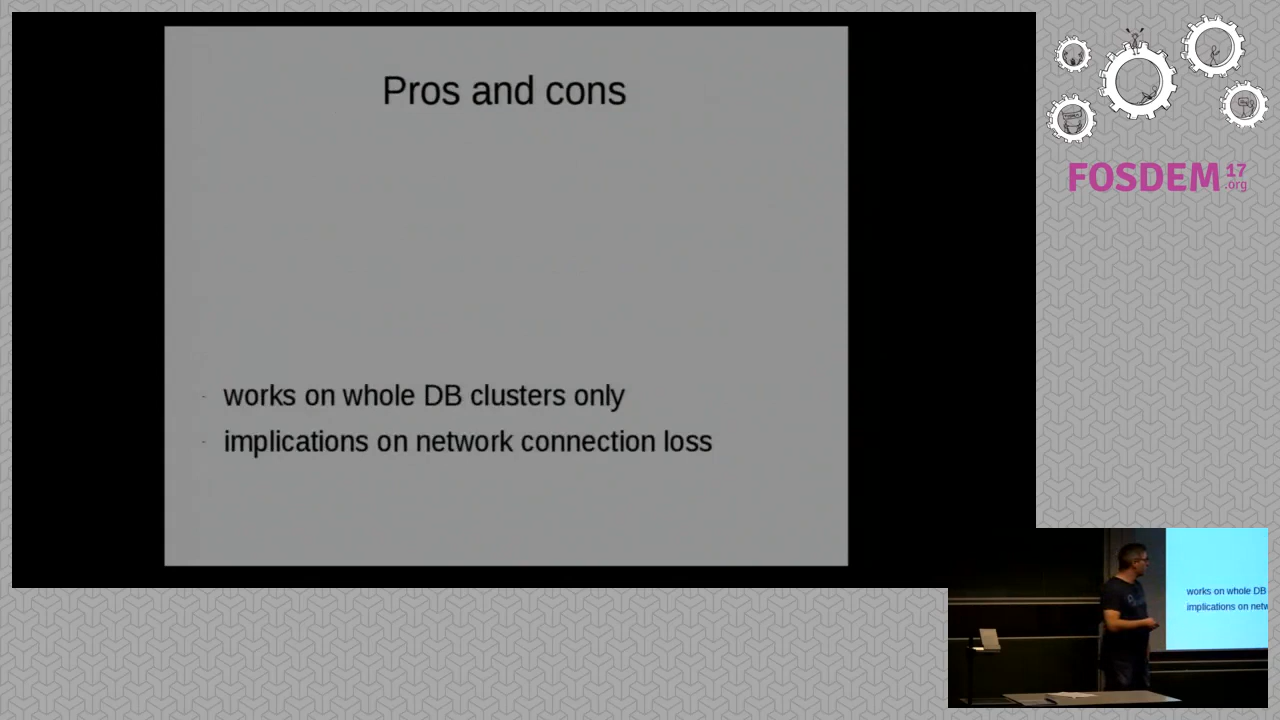 Pros and cons
- works on whole DB clusters only
- implications on network connection loss
FOSDEM 17
.org
works on whole DB
implications on netw